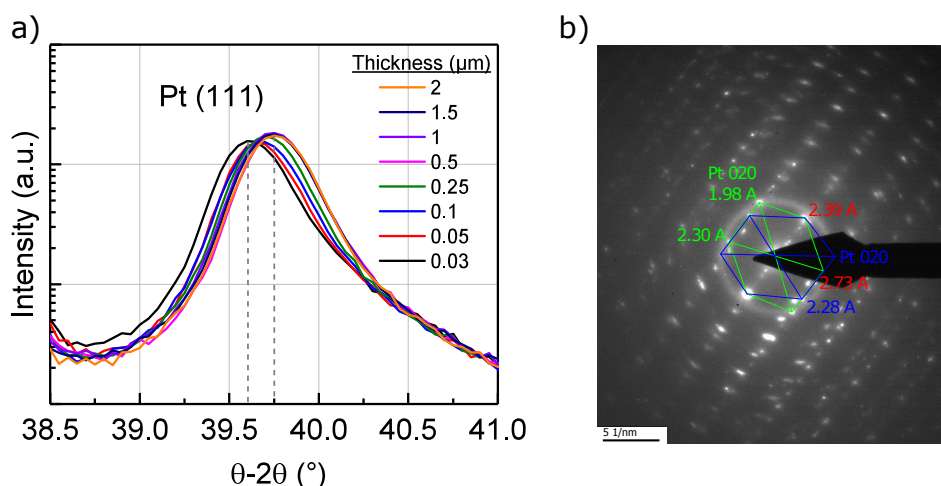 a)
Intensity (a.u.)
Pt (111)
Thickness (µm)
2
1.5
1
0.5
0.25
0.1
0.05
0.03
38.5 39.0 39.5 40.0 40.5 41.0
θ-2θ (°)
b)
Pt 020
1.98 A
2.39 A
2.30 A
Pt 020
2.73 A
2.28 A
5 1/nm